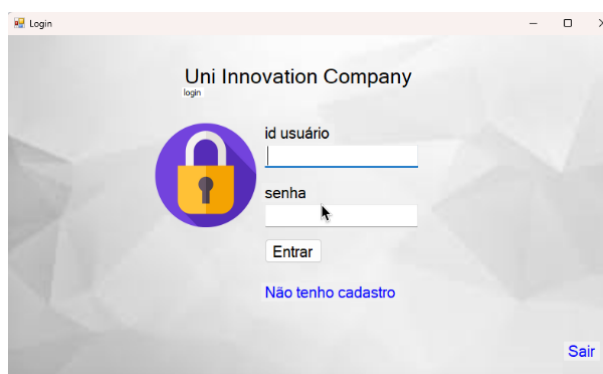 Login
Uni Innovation Company
login
id usuário
senha
Entrar
Não tenho cadastro
Sair